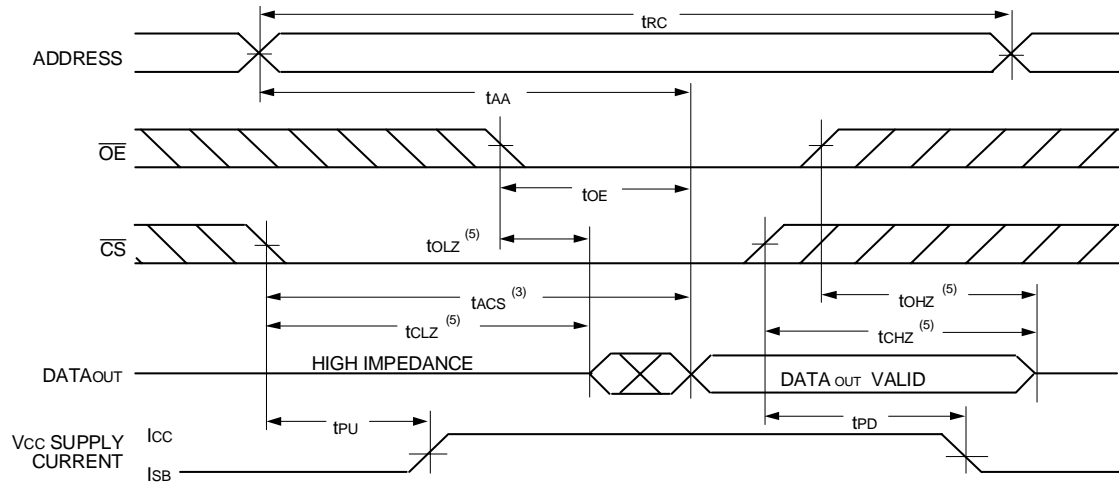 tRC
ADDRESS
tAA
OE
tOE
CS
tOLZ (5)
tACS (3)
tOHZ (5)
tCLZ (5)
tCHZ (5)
HIGH IMPEDANCE
DATAOUT
DATA OUT VALID
tPU
tPD
VCC SUPPLY
CURRENT
ICC
ISB